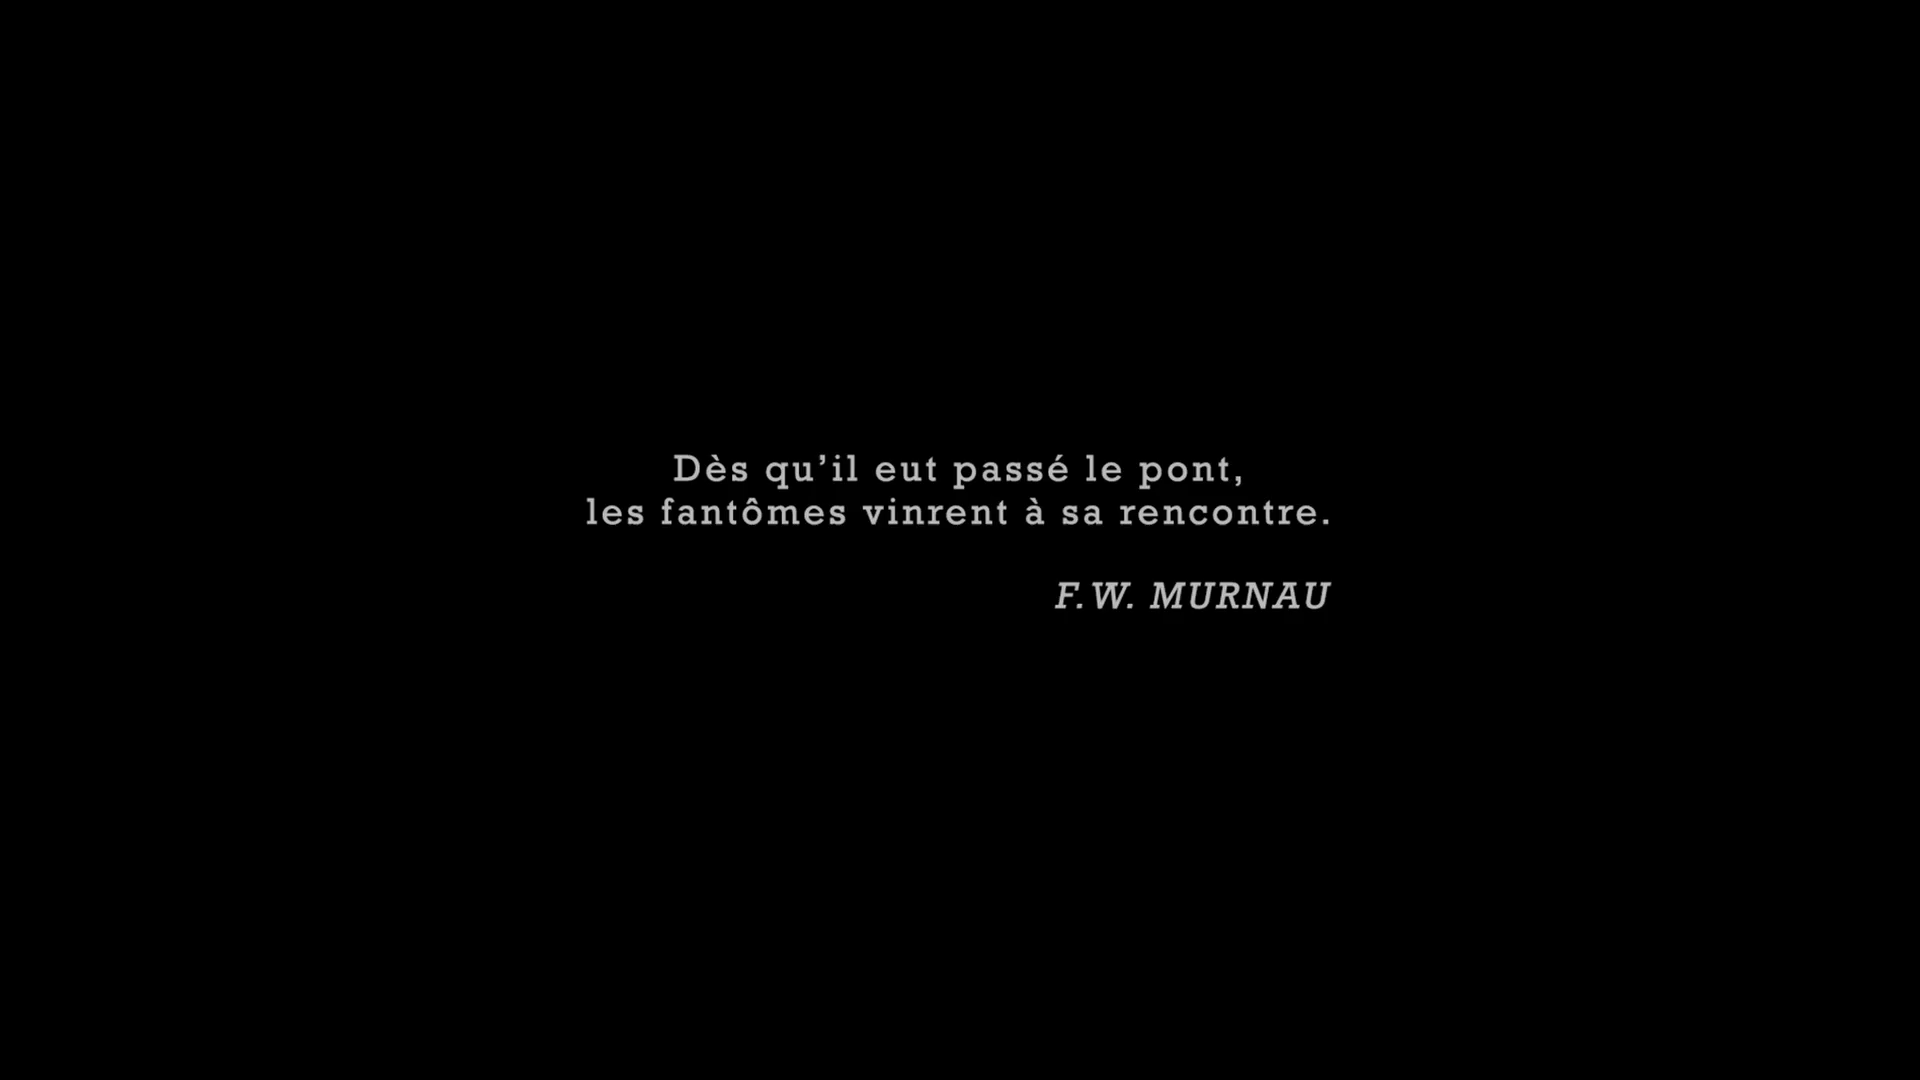 Dès qu’il eut passé le pont,
les fantômes vinrent à sa rencontre.
F.W. MURNAU